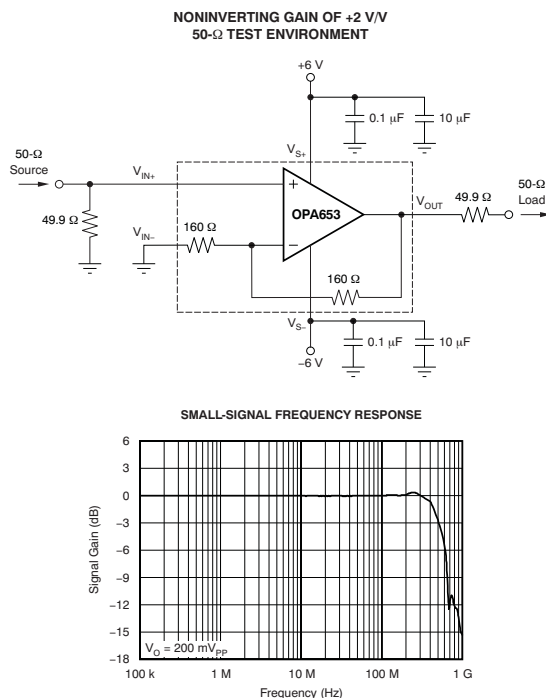 NONINVERTING GAIN OF +2 V/V
50-Ω TEST ENVIRONMENT
+6 V
0.1 μF
10 μF
V_S+
50-Ω
Source
V_IN+
49.9 Ω
V_IN−
160 Ω
+
−
OPA653
V_OUT
49.9 Ω
50-Ω
Load
160 Ω
V_S−
−6 V
0.1 μF
10 μF
SMALL-SIGNAL FREQUENCY RESPONSE
Signal Gain (dB)
6
3
0
−3
−6
−9
−12
−15
−18
V_O = 200 mV_PP
100 k
1 M
10 M
100 M
1 G
Frequency (Hz)